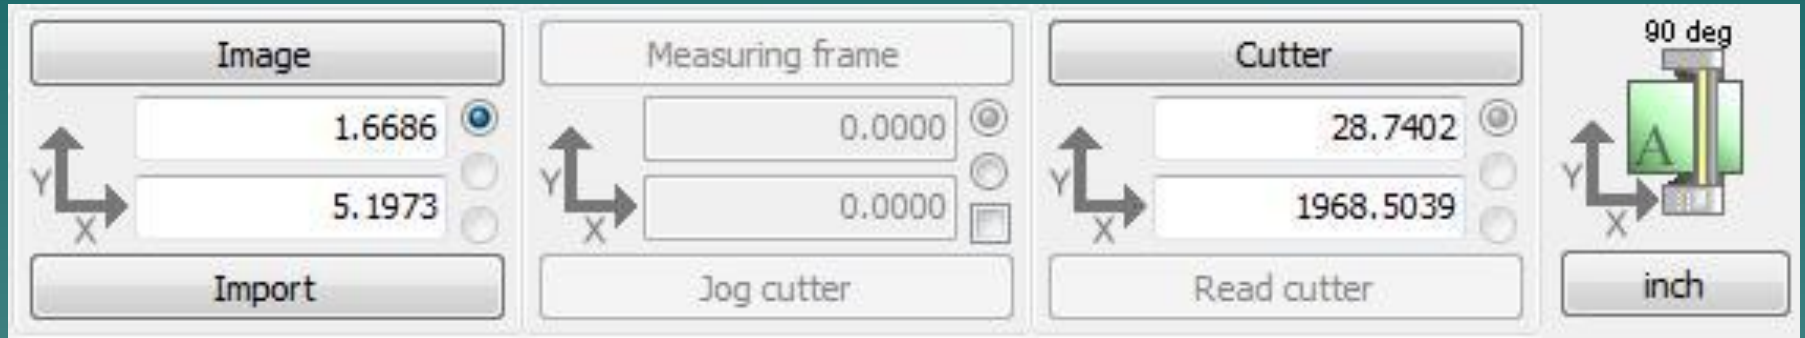 Image
1.6686
5.1973
Y
X
Import
Measuring frame
0.0000
0.0000
Y
X
Jog cutter
Cutter
28.7402
1968.5039
Y
X
Read cutter
90 deg
A
Y
X
inch